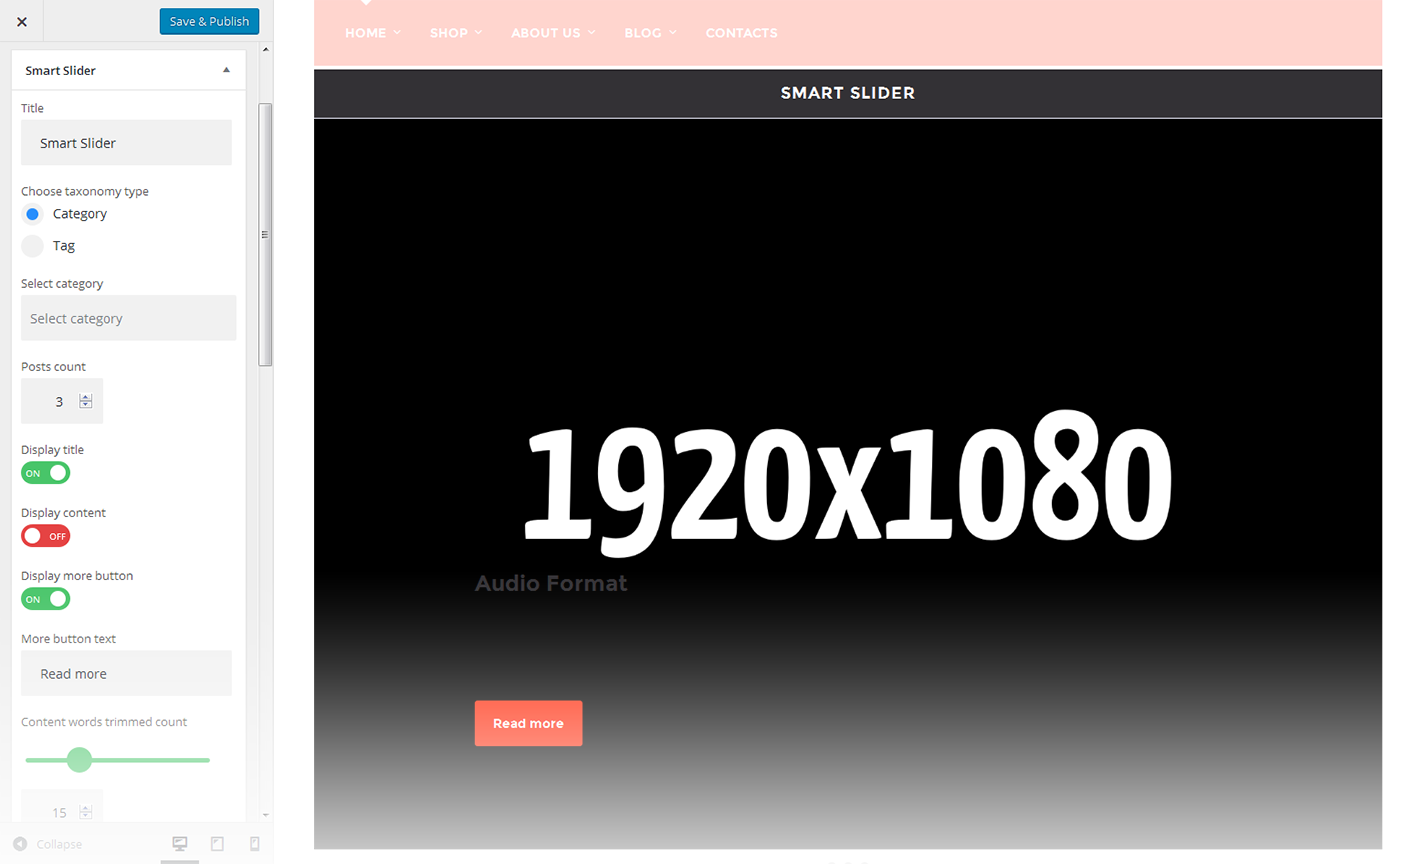 Save & Publish
Smart Slider
Title
Smart Slider
Choose taxonomy type
Category
Tag
Select category
Select category
Posts count
3
Display title
ON
Display content
OFF
Display more button
ON
More button text
Read more
Content words trimmed count
15
Collapse
HOME SHOP ABOUT US BLOG CONTACTS
SMART SLIDER
1920x1080
Audio Format
Read more